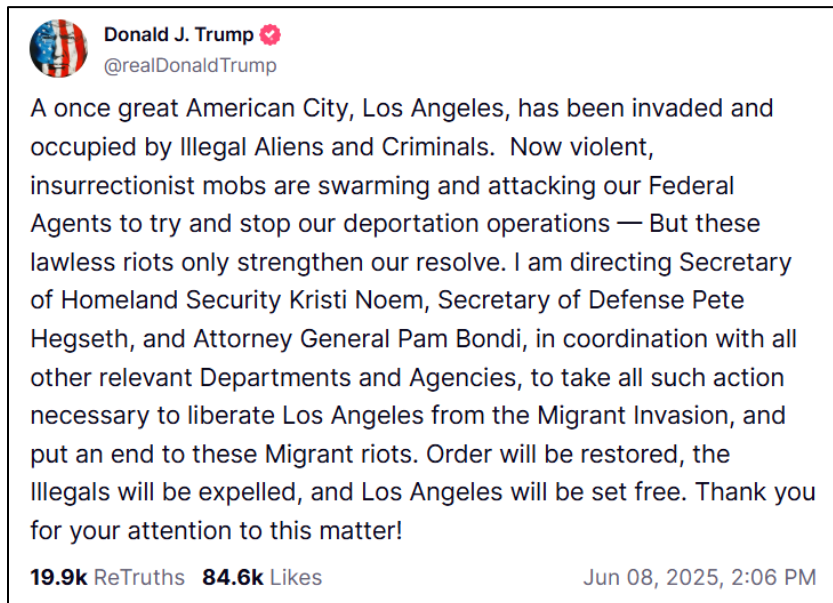 Donald J. Trump
@realDonaldTrump
A once great American City, Los Angeles, has been invaded and
occupied by Illegal Aliens and Criminals.  Now violent,
insurrectionist mobs are swarming and attacking our Federal
Agents to try and stop our deportation operations — But these
lawless riots only strengthen our resolve. I am directing Secretary
of Homeland Security Kristi Noem, Secretary of Defense Pete
Hegseth, and Attorney General Pam Bondi, in coordination with all
other relevant Departments and Agencies, to take all such action
necessary to liberate Los Angeles from the Migrant Invasion, and
put an end to these Migrant riots. Order will be restored, the
Illegals will be expelled, and Los Angeles will be set free. Thank you
for your attention to this matter!
19.9k ReTruths 84.6k Likes Jun 08, 2025, 2:06 PM